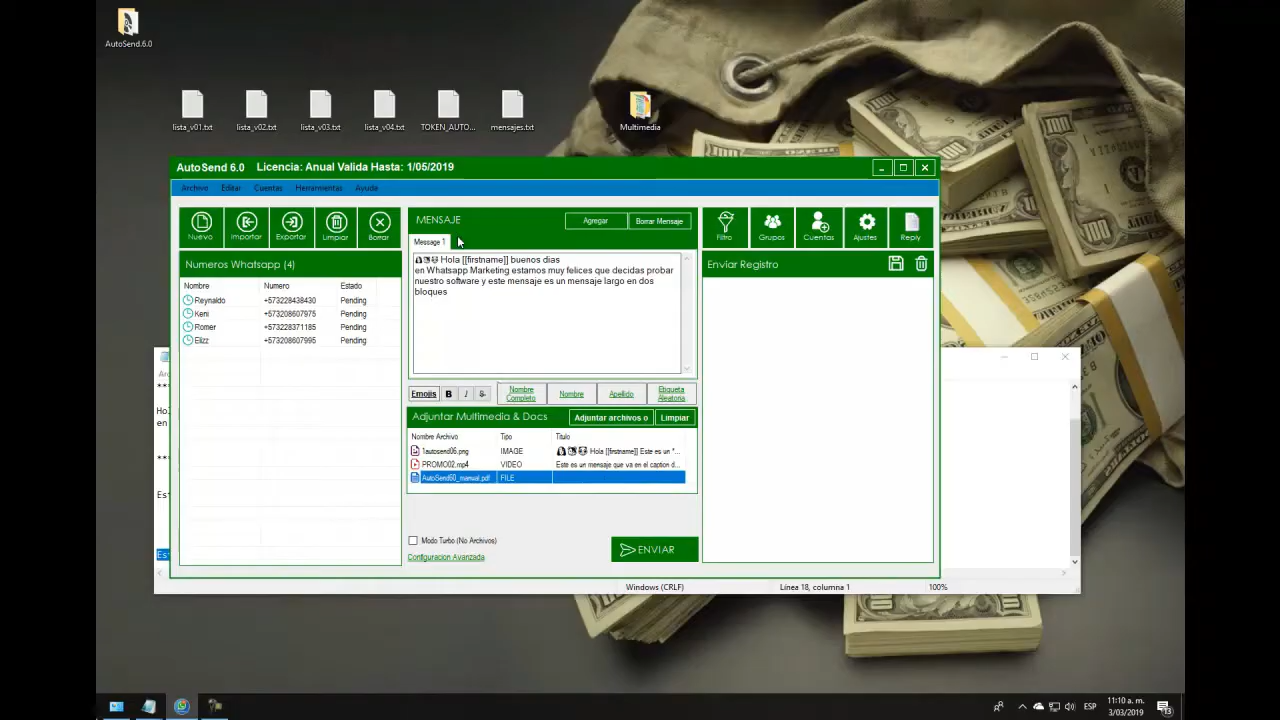 AutoSend.6.0
lista_v01.txt
lista_v02.txt
lista_v03.txt
lista_v04.txt
TOKEN_AUTO...
mensajes.txt
Multimedia
AutoSend 6.0 Licencia: Anual Valida Hasta: 1/05/2019
Archivo Editar Cuentas Herramientas Ayuda
Nuevo
Importar
Exportar
Limpiar
Borrar
Numeros Whatsapp (4)
Nombre Numero Estado
Reynaldo +573228438430 Pending
Keni +573208607975 Pending
Romer +573228371185 Pending
Elizz +573208607995 Pending
MENSAJE
Agregar
Borrar Mensaje
Message 1
Hola [[firstname]] buenos dias
en Whatsapp Marketing estamos muy felices que decidas probar
nuestro software y este mensaje es un mensaje largo en dos
bloques
Emojis B I S
Nombre
Completo
Nombre
Apellido
Etiqueta
Aleatoria
Adjuntar Multimedia & Docs
Adjuntar archivos o
Limpiar
Nombre Archivo Tipo Titulo
1autosend06.png IMAGE Hola [[firstname]] Este es un *...
PROMO02.mp4 VIDEO Este es un mensaje que va en el caption d...
AutoSend60_manual.pdf FILE
Modo Turbo (No Archivos)
Configuracion Avanzada
ENVIAR
Filtro
Grupos
Cuentas
Ajustes
Reply
Enviar Registro
Windows (CRLF)
Línea 18, columna 1
100%
ESP
11:10 a. m.
3/03/2019